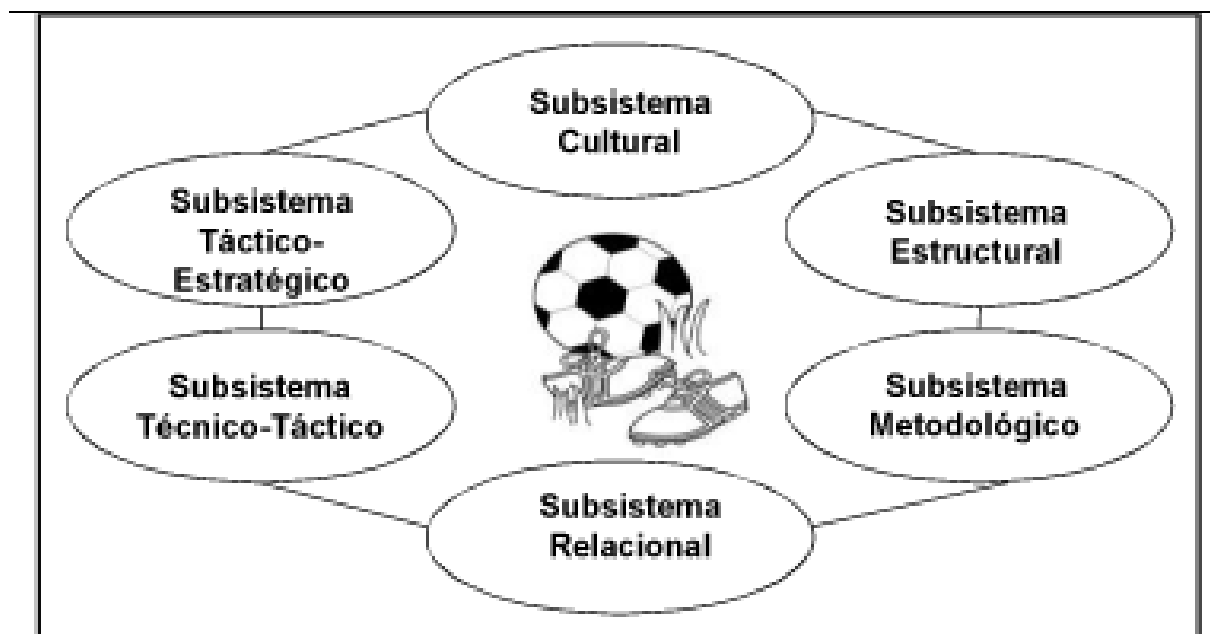 Subsistema
Cultural
Subsistema
Táctico-
Estratégico
Subsistema
Estructural
Subsistema
Técnico-Táctico
Subsistema
Metodológico
Subsistema
Relacional